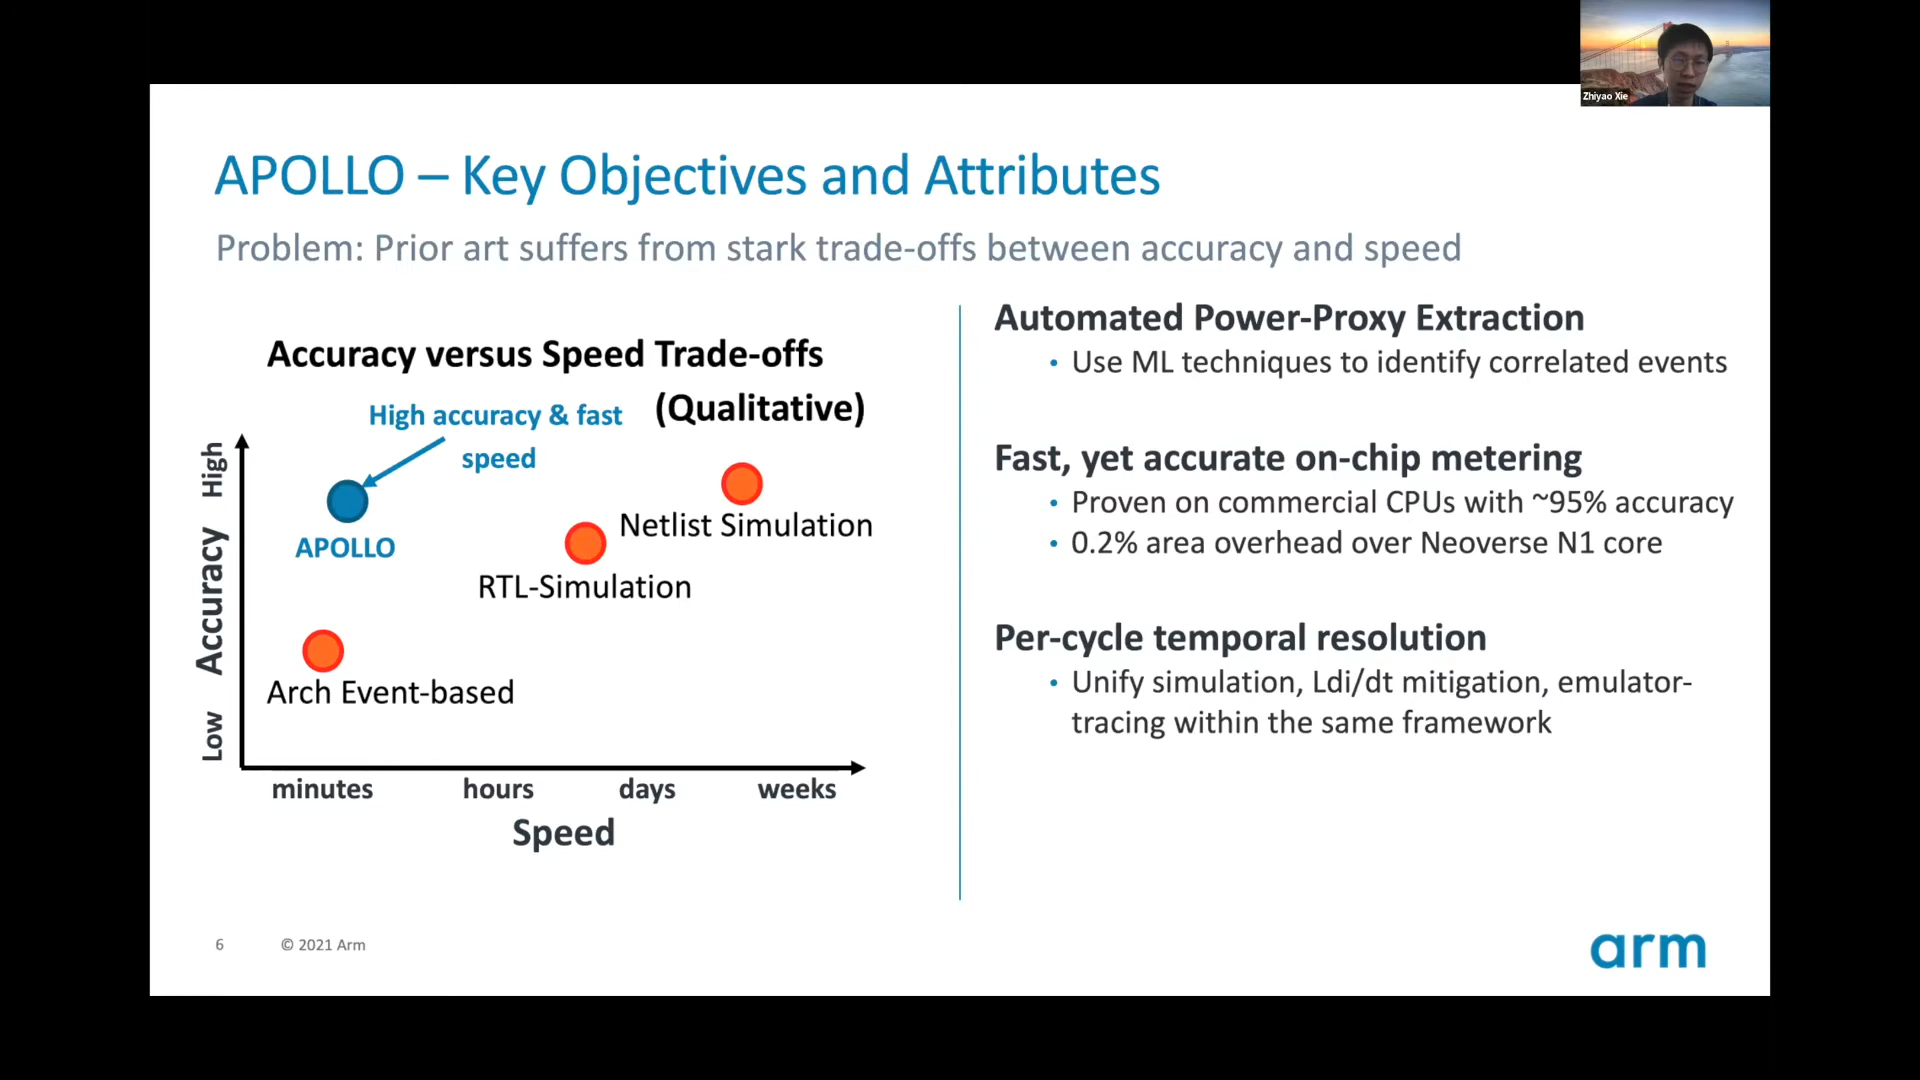 Zhiyao Xie
APOLLO – Key Objectives and Attributes
Problem: Prior art suffers from stark trade-offs between accuracy and speed
Accuracy versus Speed Trade-offs
(Qualitative)
High accuracy & fast
speed
APOLLO
Netlist Simulation
RTL-Simulation
Arch Event-based
High
Accuracy
Low
minutes
hours
days
weeks
Speed
Automated Power-Proxy Extraction
• Use ML techniques to identify correlated events
Fast, yet accurate on-chip metering
• Proven on commercial CPUs with ~95% accuracy
• 0.2% area overhead over Neoverse N1 core
Per-cycle temporal resolution
• Unify simulation, Ldi/dt mitigation, emulator-
tracing within the same framework
6
© 2021 Arm
arm